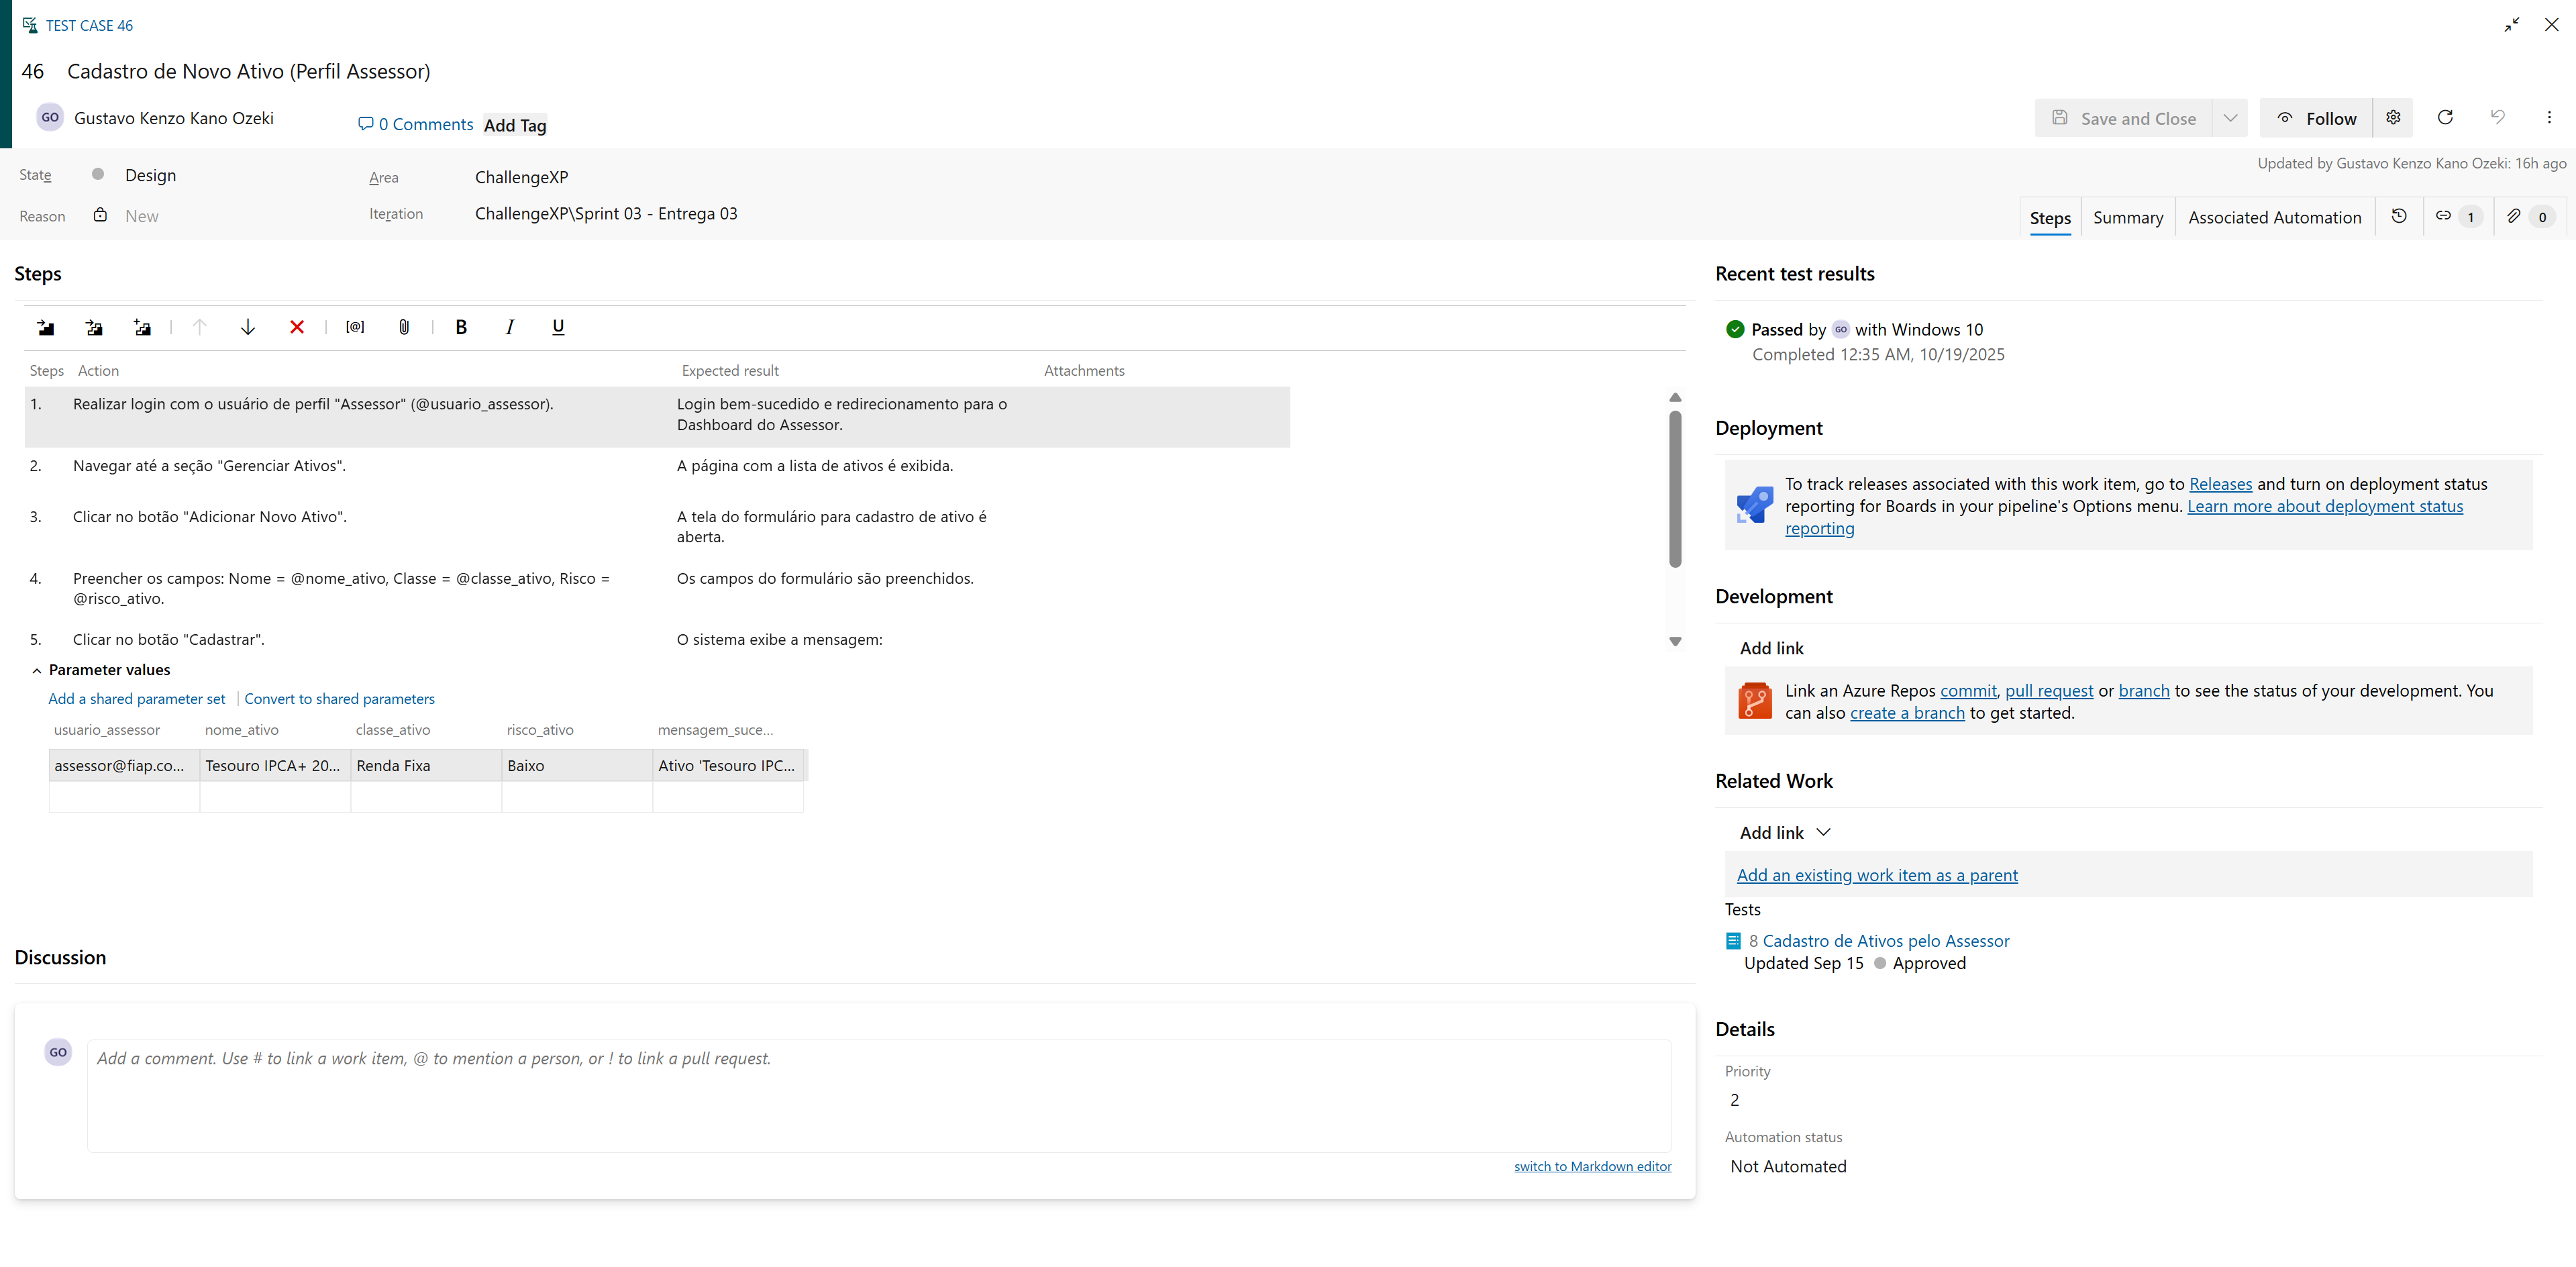 TEST CASE 46
46 Cadastro de Novo Ativo (Perfil Assessor)
GO Gustavo Kenzo Kano Ozeki
0 Comments
Add Tag
Save and Close
Follow
State Design
Area ChallengeXP
Updated by Gustavo Kenzo Kano Ozeki: 16h ago
Reason New
Iteration ChallengeXP\Sprint 03 - Entrega 03
Steps Summary Associated Automation 1 0
Steps
[@] B I U
Steps Action Expected result Attachments
1. Realizar login com o usuário de perfil "Assessor" (@usuario_assessor).
Login bem-sucedido e redirecionamento para o
Dashboard do Assessor.
2. Navegar até a seção "Gerenciar Ativos".
A página com a lista de ativos é exibida.
3. Clicar no botão "Adicionar Novo Ativo".
A tela do formulário para cadastro de ativo é
aberta.
4. Preencher os campos: Nome = @nome_ativo, Classe = @classe_ativo, Risco =
@risco_ativo.
Os campos do formulário são preenchidos.
5. Clicar no botão "Cadastrar".
O sistema exibe a mensagem:
Parameter values
Add a shared parameter set Convert to shared parameters
usuario_assessor nome_ativo classe_ativo risco_ativo mensagem_suce...
assessor@fiap.co... Tesouro IPCA+ 20... Renda Fixa Baixo Ativo 'Tesouro IPC...
Discussion
GO
Add a comment. Use # to link a work item, @ to mention a person, or ! to link a pull request.
switch to Markdown editor
Recent test results
Passed by GO with Windows 10
Completed 12:35 AM, 10/19/2025
Deployment
To track releases associated with this work item, go to Releases and turn on deployment status
reporting for Boards in your pipeline's Options menu. Learn more about deployment status
reporting
Development
Add link
Link an Azure Repos commit, pull request or branch to see the status of your development. You
can also create a branch to get started.
Related Work
Add link
Add an existing work item as a parent
Tests
8 Cadastro de Ativos pelo Assessor
Updated Sep 15 Approved
Details
Priority
2
Automation status
Not Automated